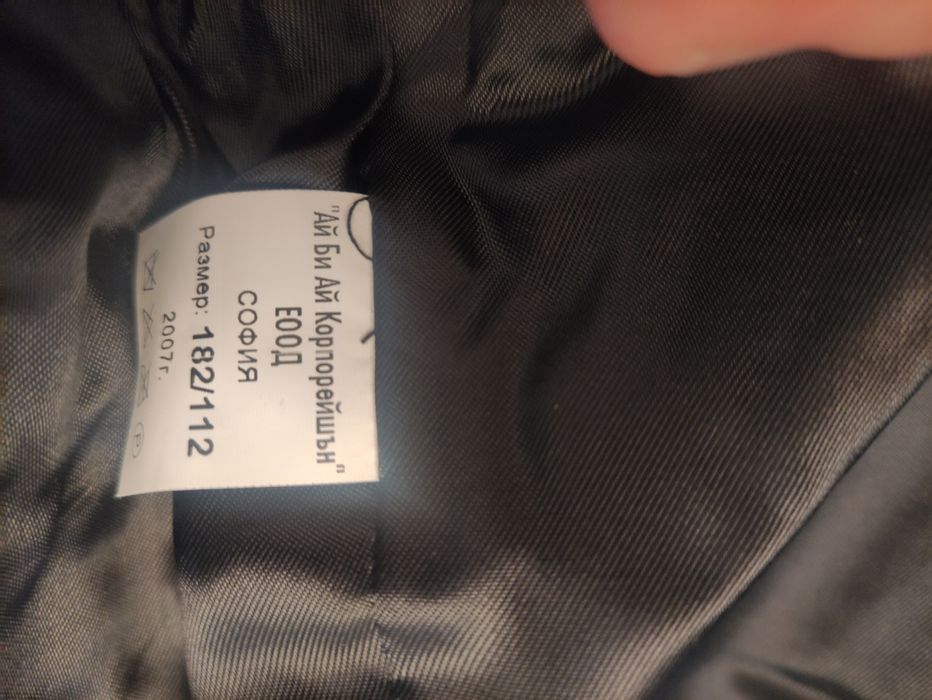 "Ай Би Ай Корпорейшън"
ЕООД
СОФИЯ
Размер: 182/112
2007г.
P